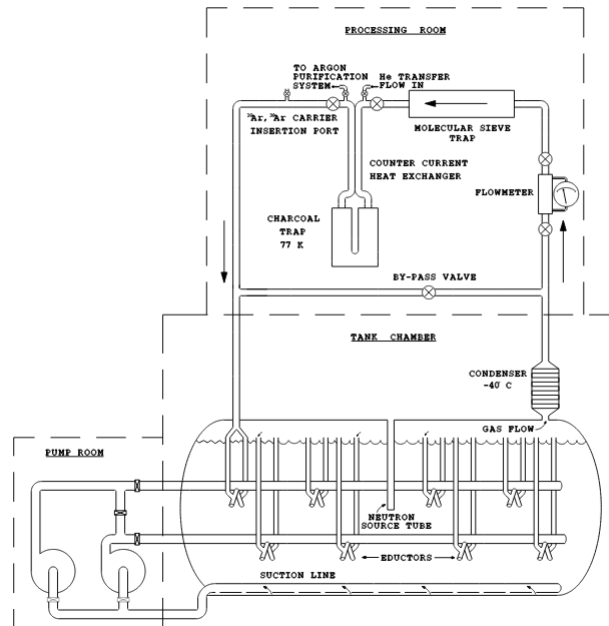 PROCESSING ROOM
TO ARGON
PURIFICATION
SYSTEM
He TRANSFER
FLOW IN
³⁶Ar,³⁸Ar CARRIER
INSERTION PORT
MOLECULAR SIEVE
TRAP
COUNTER CURRENT
HEAT EXCHANGER
FLOWMETER
CHARCOAL
TRAP
77 K
BY-PASS VALVE
TANK CHAMBER
CONDENSER
-40 C
GAS FLOW
PUMP ROOM
NEUTRON
SOURCE TUBE
EDUCTORS
SUCTION LINE